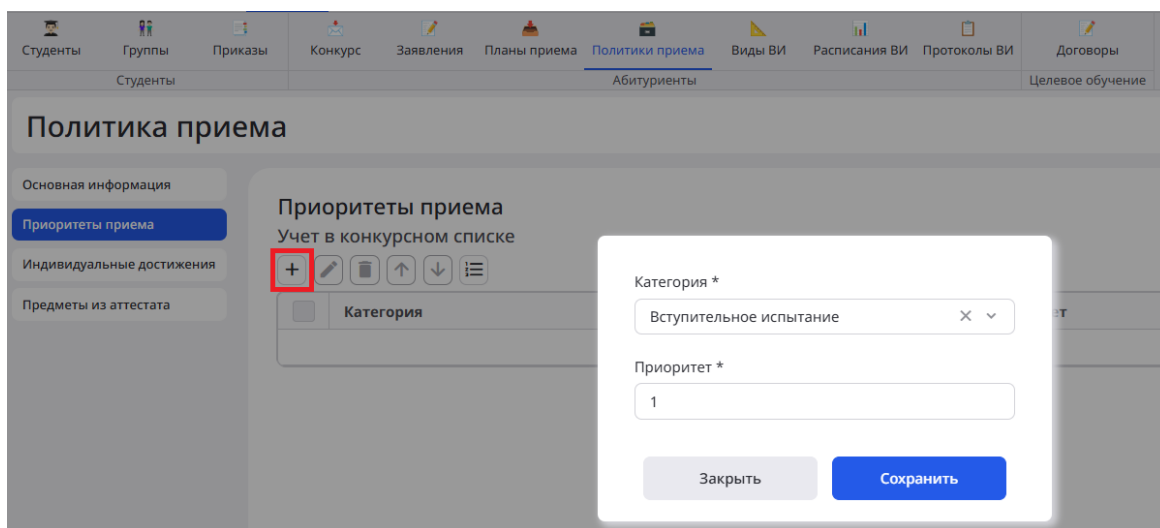 Студенты Группы Приказы Конкурс Заявления Планы приема Политики приема Виды ВИ Расписания ВИ Протоколы ВИ Договоры
Студенты Абитуриенты Целевое обучение
Политика приема
Основная информация
Приоритеты приема
Индивидуальные достижения
Предметы из аттестата
Приоритеты приема
Учет в конкурсном списке
Категория
Категория *
Вступительное испытание
Приоритет *
1
Закрыть Сохранить